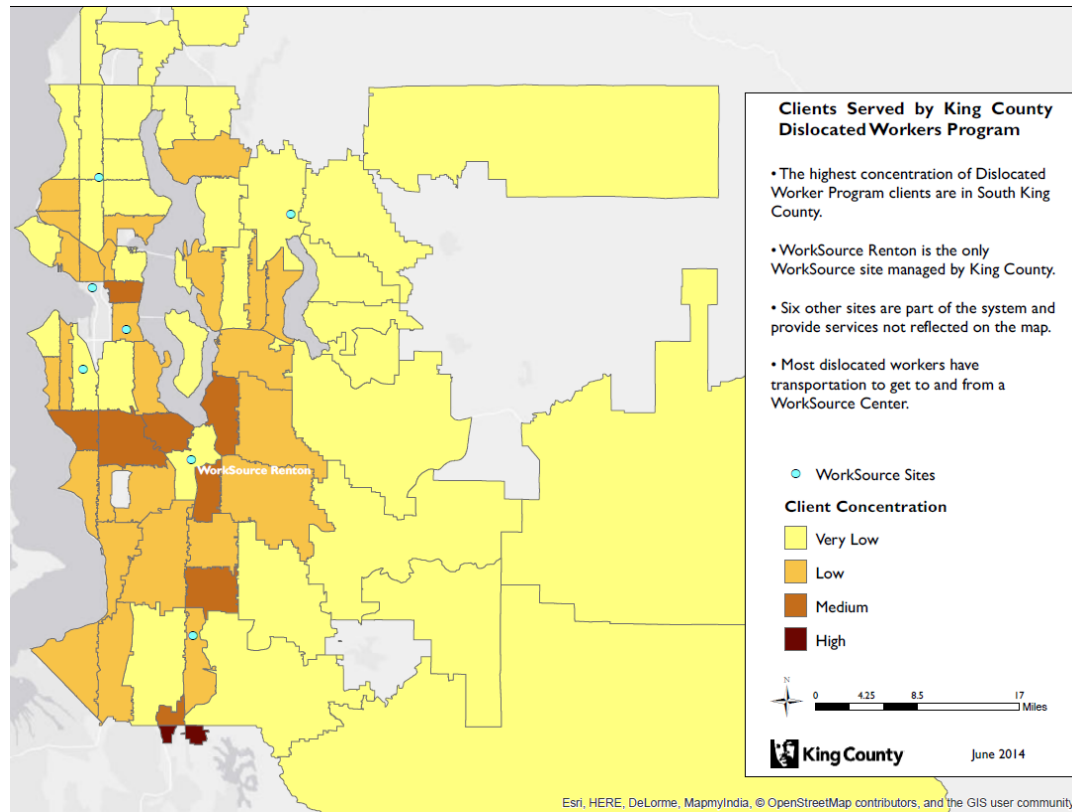 Clients Served by King County
Dislocated Workers Program
• The highest concentration of Dislocated
Worker Program clients are in South King
County.
• WorkSource Renton is the only
WorkSource site managed by King County.
• Six other sites are part of the system and
provide services not reflected on the map.
• Most dislocated workers have
transportation to get to and from a
WorkSource Center.
WorkSource Renton
WorkSource Sites
Client Concentration
Very Low
Low
Medium
High
N
0 4.25 8.5 17
Miles
King County
June 2014
Esri, HERE, DeLorme, MapmyIndia, © OpenStreetMap contributors, and the GIS user community